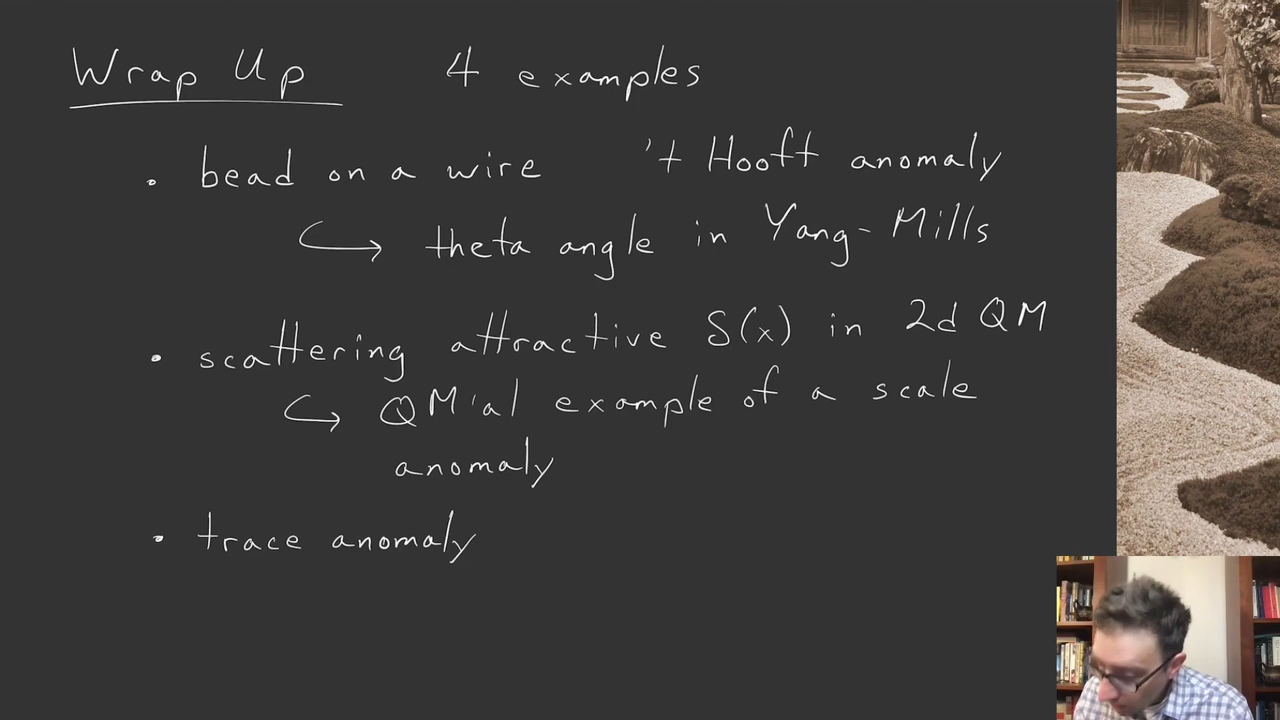 Wrap Up 4 examples
• bead on a wire 't Hooft anomaly
↪ theta angle in Yang-Mills
• scattering attractive δ(x) in 2d QM
↪ QM'al example of a scale
anomaly
• trace anomaly